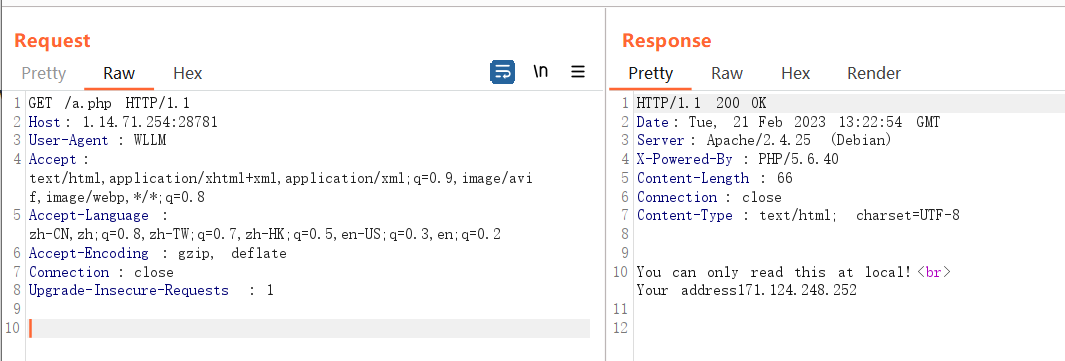 Request
Pretty Raw Hex
\n
1 GET /a.php HTTP/1.1
2 Host: 1.14.71.254:28781
3 User-Agent: WLLM
4 Accept:
text/html,application/xhtml+xml,application/xml;q=0.9,image/avi
f,image/webp,*/*;q=0.8
5 Accept-Language :
zh-CN,zh;q=0.8,zh-TW;q=0.7,zh-HK;q=0.5,en-US;q=0.3,en;q=0.2
6 Accept-Encoding : gzip, deflate
7 Connection : close
8 Upgrade-Insecure-Requests : 1
9
10
Response
Pretty Raw Hex Render
1 HTTP/1.1 200 OK
2 Date: Tue, 21 Feb 2023 13:22:54 GMT
3 Server: Apache/2.4.25 (Debian)
4 X-Powered-By : PHP/5.6.40
5 Content-Length : 66
6 Connection : close
7 Content-Type : text/html; charset=UTF-8
8
9
10 You can only read this at local!<br>
Your address171.124.248.252
11
12